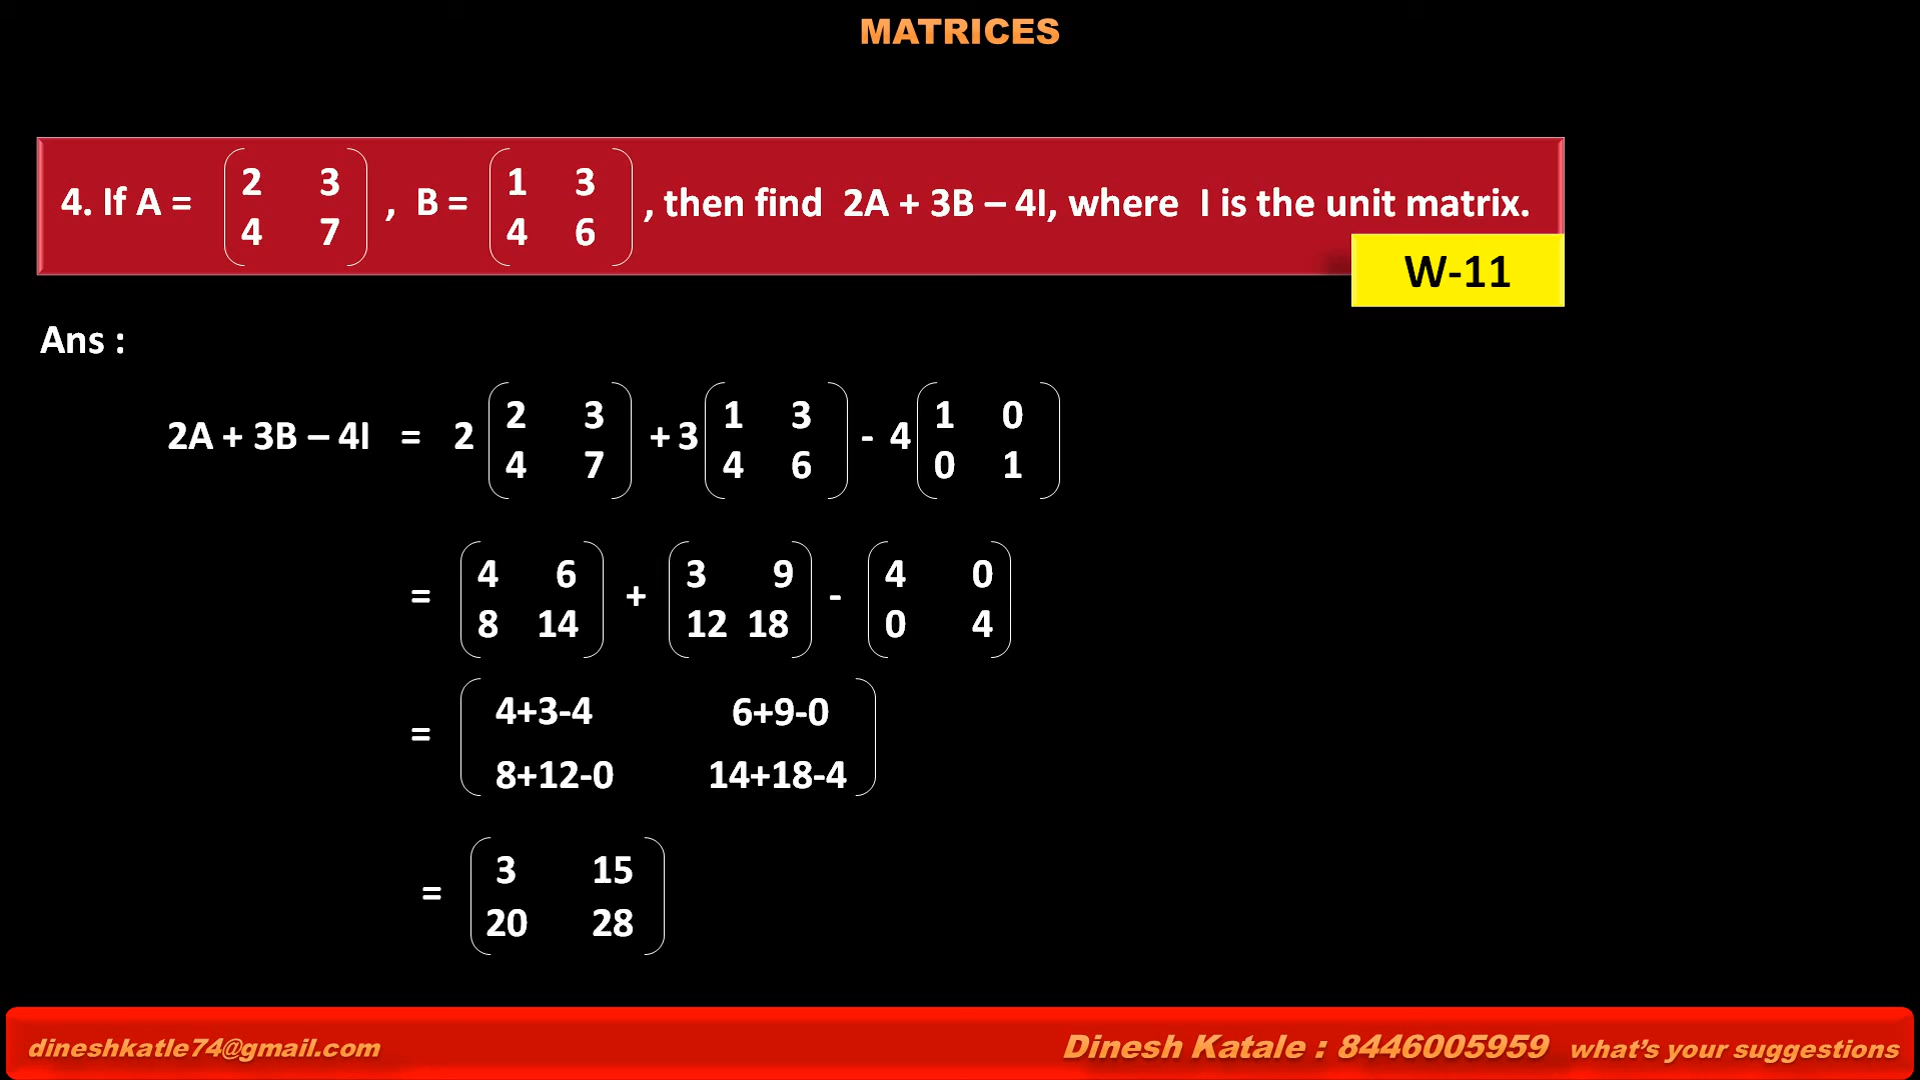 MATRICES
2 3 1 3
4. If A = , B = , then find 2A + 3B – 4I, where I is the unit matrix.
4 7 4 6
W-11
Ans :
2 3 1 3 1 0
2A + 3B – 4I = 2 + 3 - 4
4 7 4 6 0 1
4 6 3 9 4 0
= + -
8 14 12 18 0 4
4+3-4 6+9-0
=
8+12-0 14+18-4
3 15
=
20 28
dineshkatle74@gmail.com Dinesh Katale : 8446005959 what's your suggestions